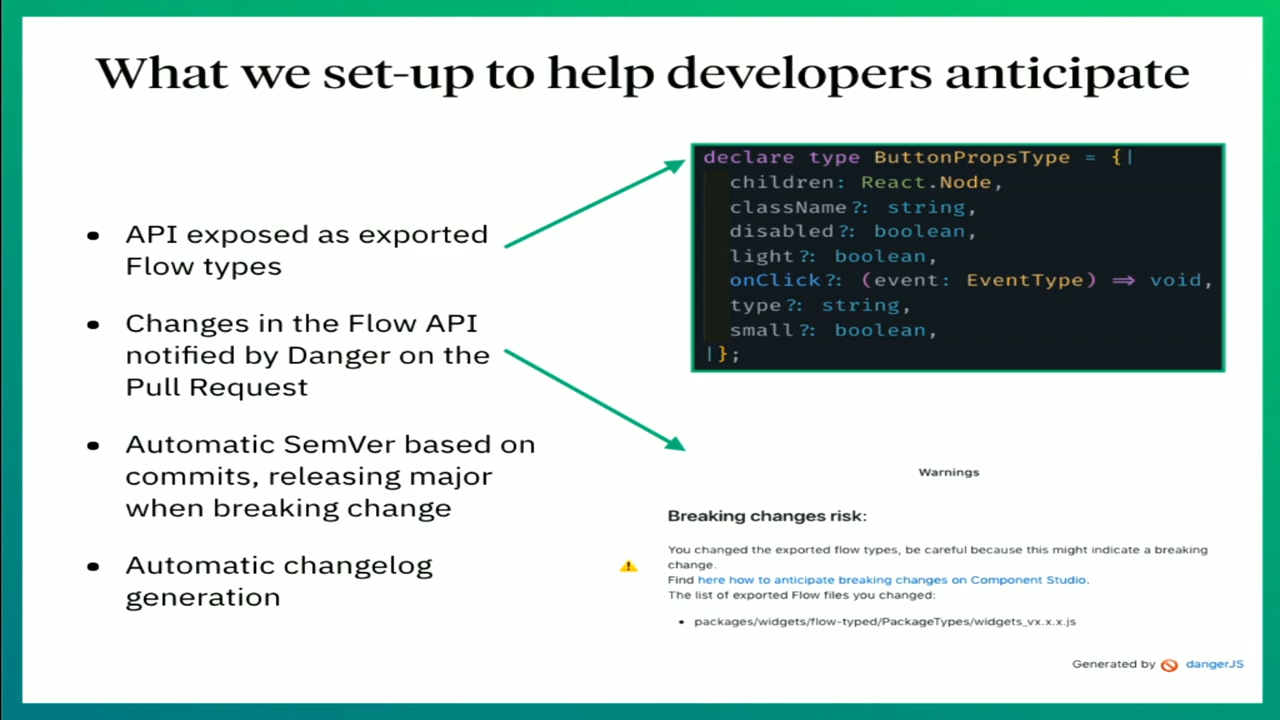 What we set-up to help developers anticipate
• API exposed as exported
Flow types
• Changes in the Flow API
notified by Danger on the
Pull Request
• Automatic SemVer based on
commits, releasing major
when breaking change
• Automatic changelog
generation
declare type ButtonPropsType = {|
children: React.Node,
className?: string,
disabled?: boolean,
light?: boolean,
onClick?: (event: EventType) => void,
type?: string,
small?: boolean,
|};
Warnings
Breaking changes risk:
You changed the exported flow types, be careful because this might indicate a breaking
change.
Find here how to anticipate breaking changes on Component Studio.
The list of exported Flow files you changed:
• packages/widgets/flow-typed/PackageTypes/widgets_vx.x.x.js
Generated by 🚫 dangerJS